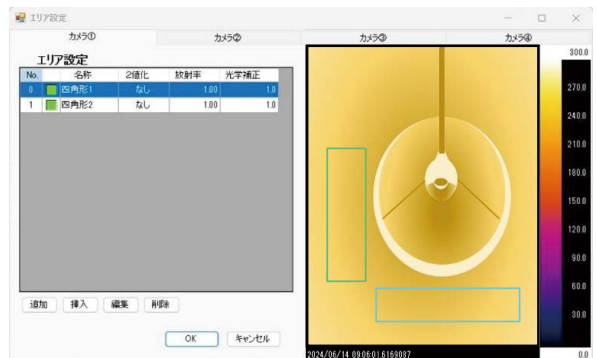 エリア設定
カメラ① カメラ② カメラ③ カメラ④
エリア設定
No. 名称 2値化 放射率 光学補正
0 四角形1 なし 1.00 1.0
1 四角形2 なし 1.00 1.0
追加 挿入 編集 削除
OK キャンセル
300.0
270.0
240.0
210.0
180.0
150.0
120.0
90.0
60.0
30.0
0.0
2024/06/14 09:06:01.6169087